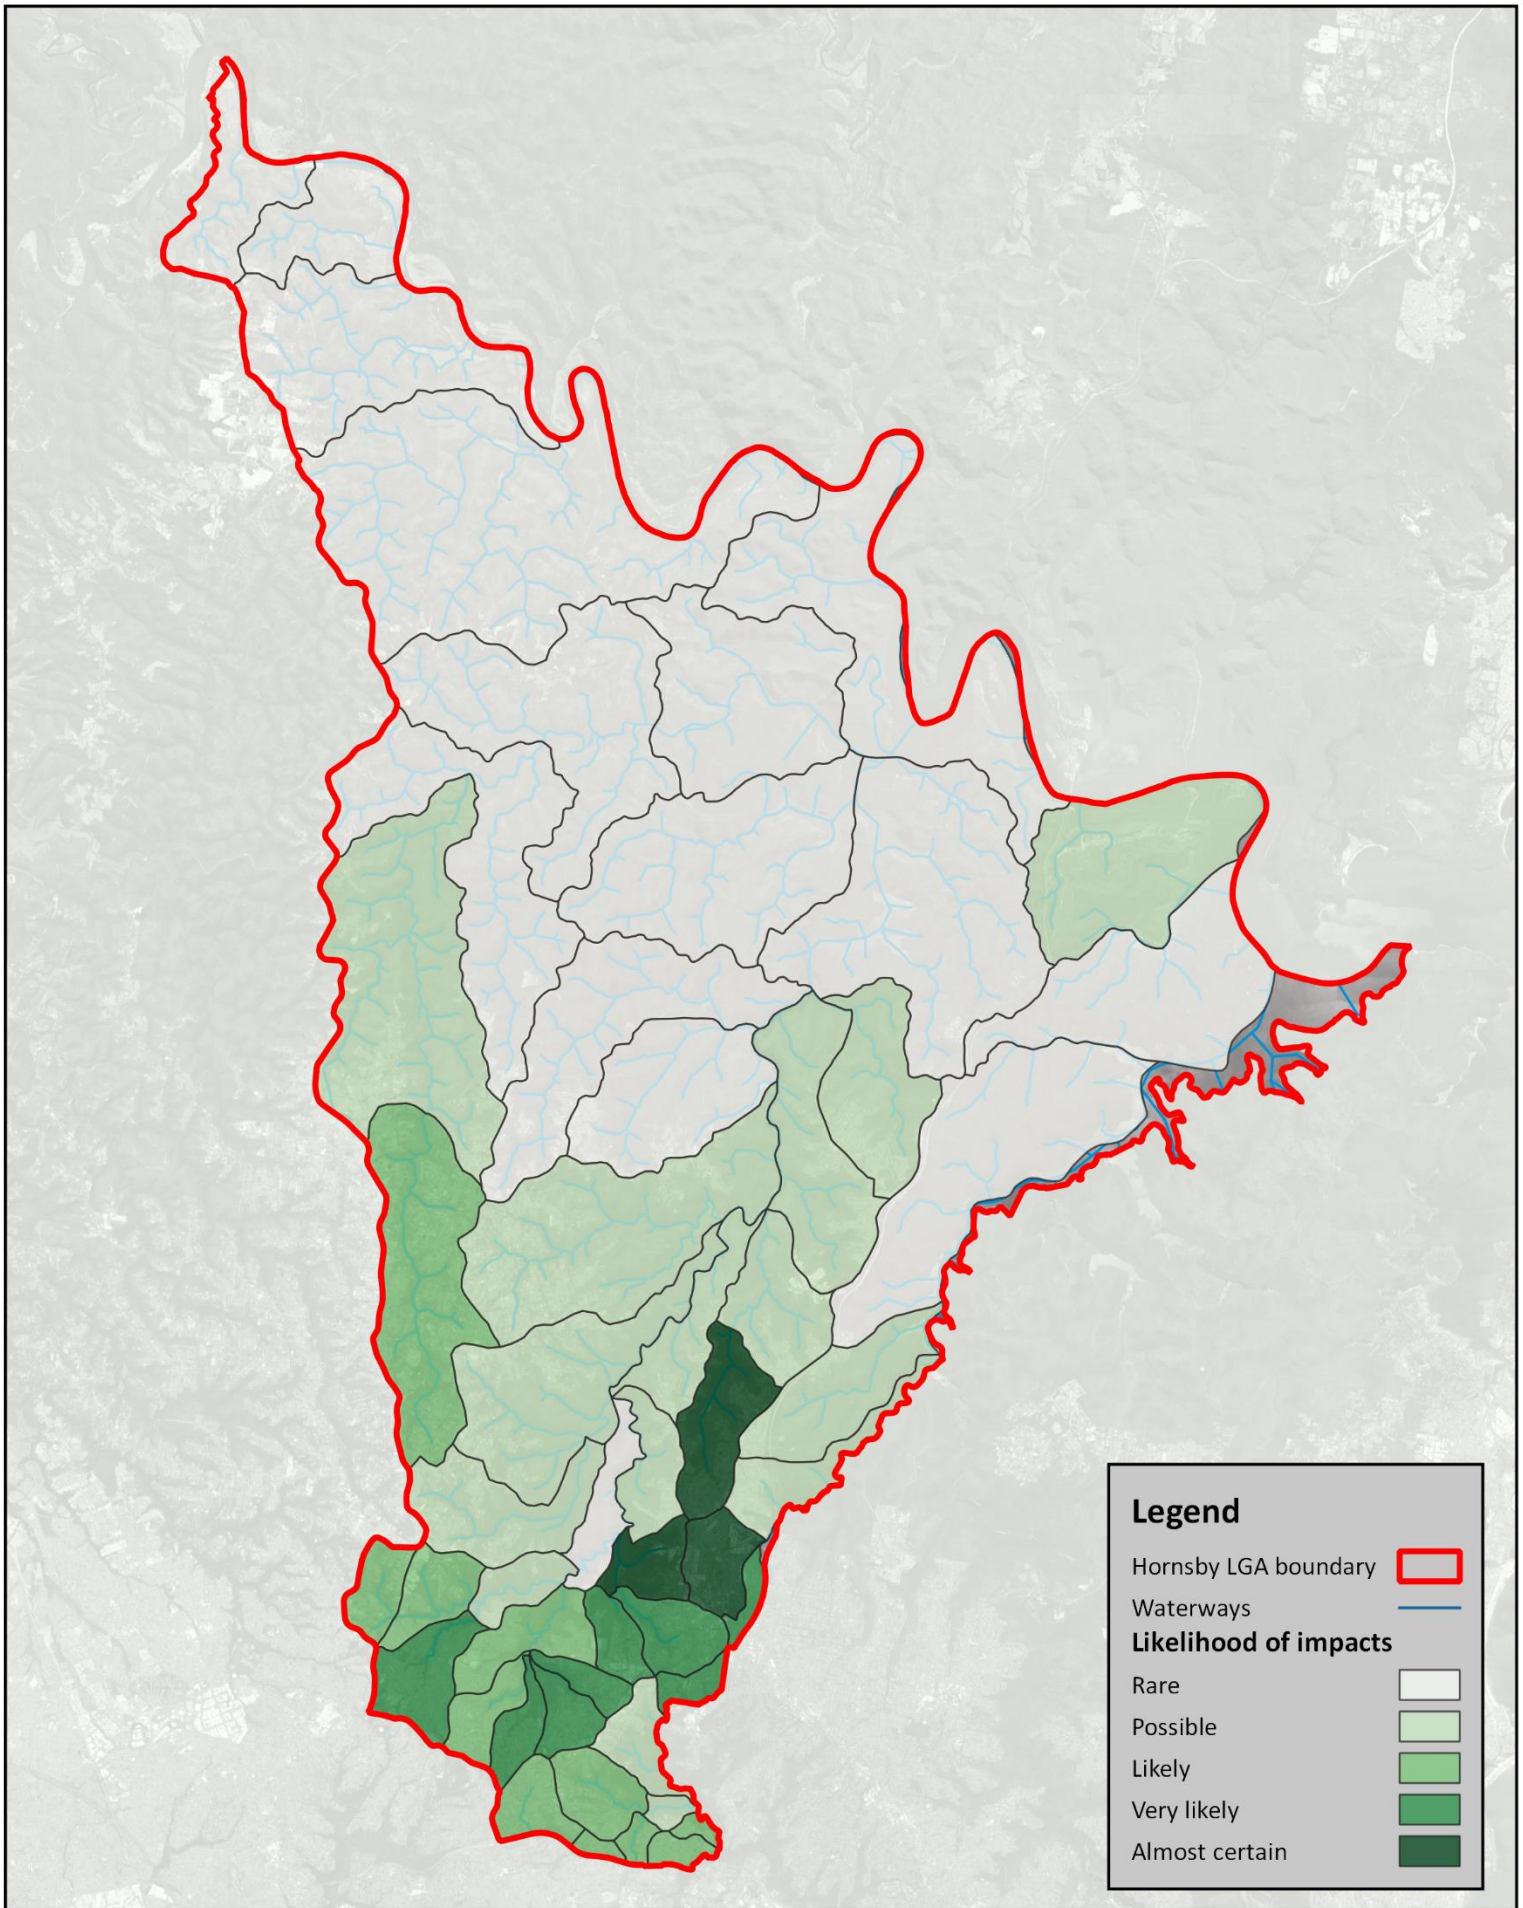 Legend
Hornsby LGA boundary
Waterways
Likelihood of impacts
Rare
Possible
Likely
Very likely
Almost certain